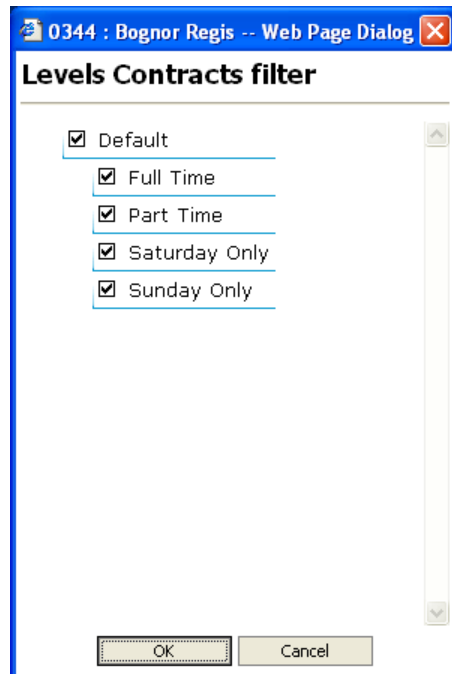 0344 : Bognor Regis -- Web Page Dialog
Levels Contracts filter
Default
Full Time
Part Time
Saturday Only
Sunday Only
OK Cancel